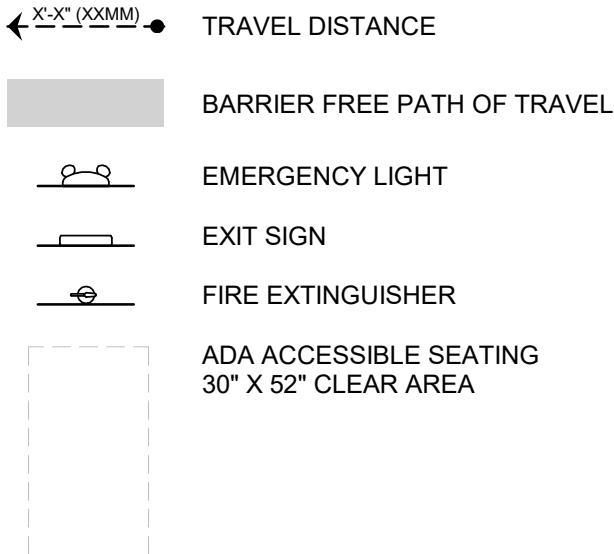 X'-X" (XXMM)
TRAVEL DISTANCE
BARRIER FREE PATH OF TRAVEL
EMERGENCY LIGHT
EXIT SIGN
FIRE EXTINGUISHER
ADA ACCESSIBLE SEATING
30" X 52" CLEAR AREA